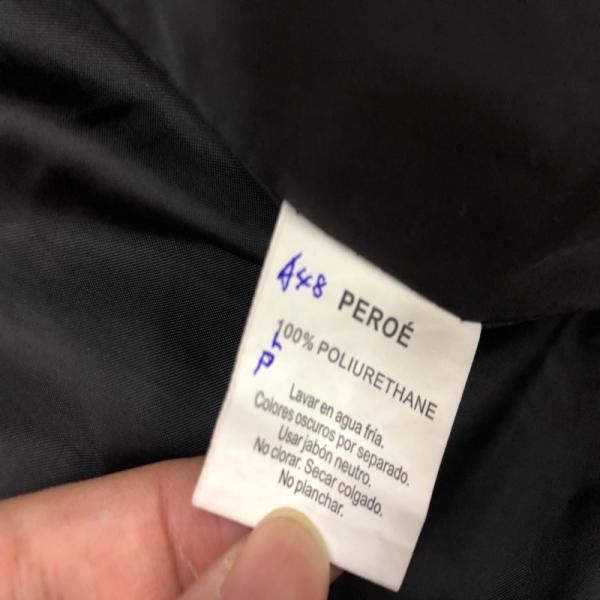 A48
PEROÉ
100% POLIURETHANE
Lavar en agua fría.
Colores oscuros por separado.
Usar jabón neutro.
No clorar. Secar colgado.
No planchar.